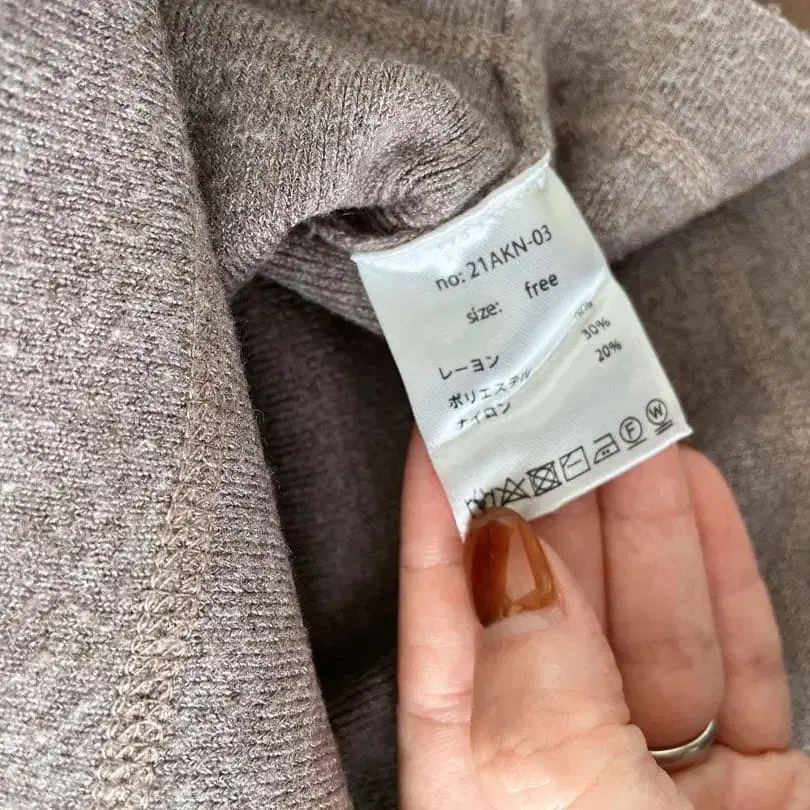 no: 21AKN-03
size: free
レーヨン
ポリエステル 30%
ナイロン 20%
F W